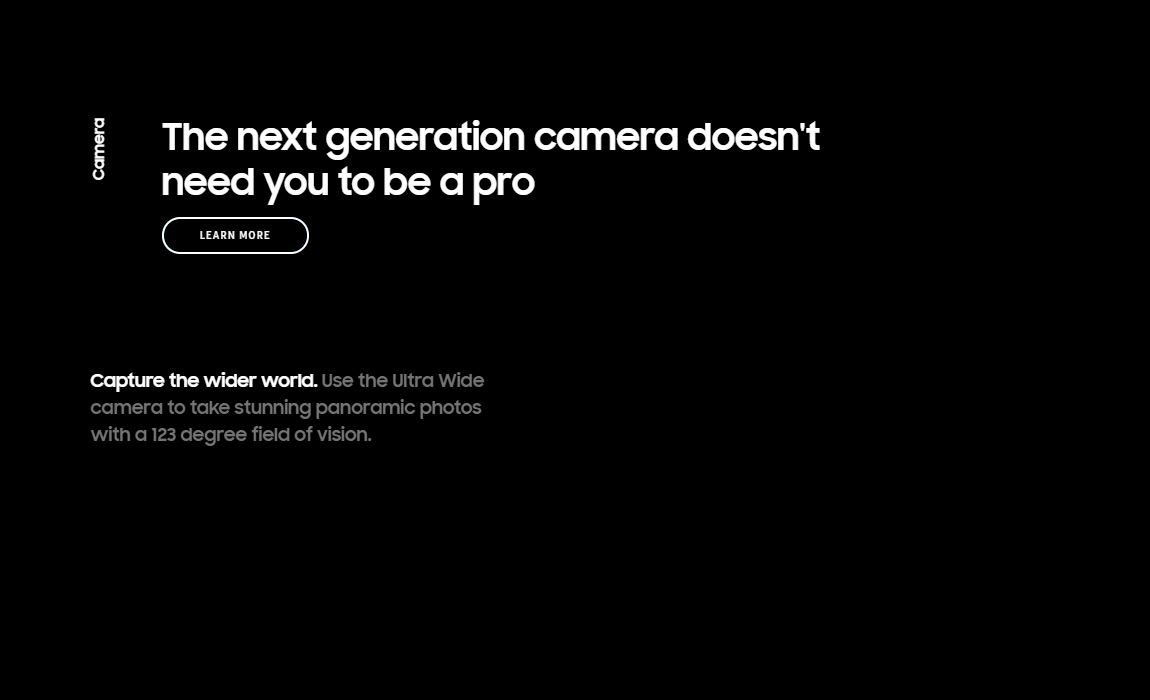 Camera
The next generation camera doesn't
need you to be a pro
LEARN MORE
Capture the wider world. Use the Ultra Wide
camera to take stunning panoramic photos
with a 123 degree field of vision.